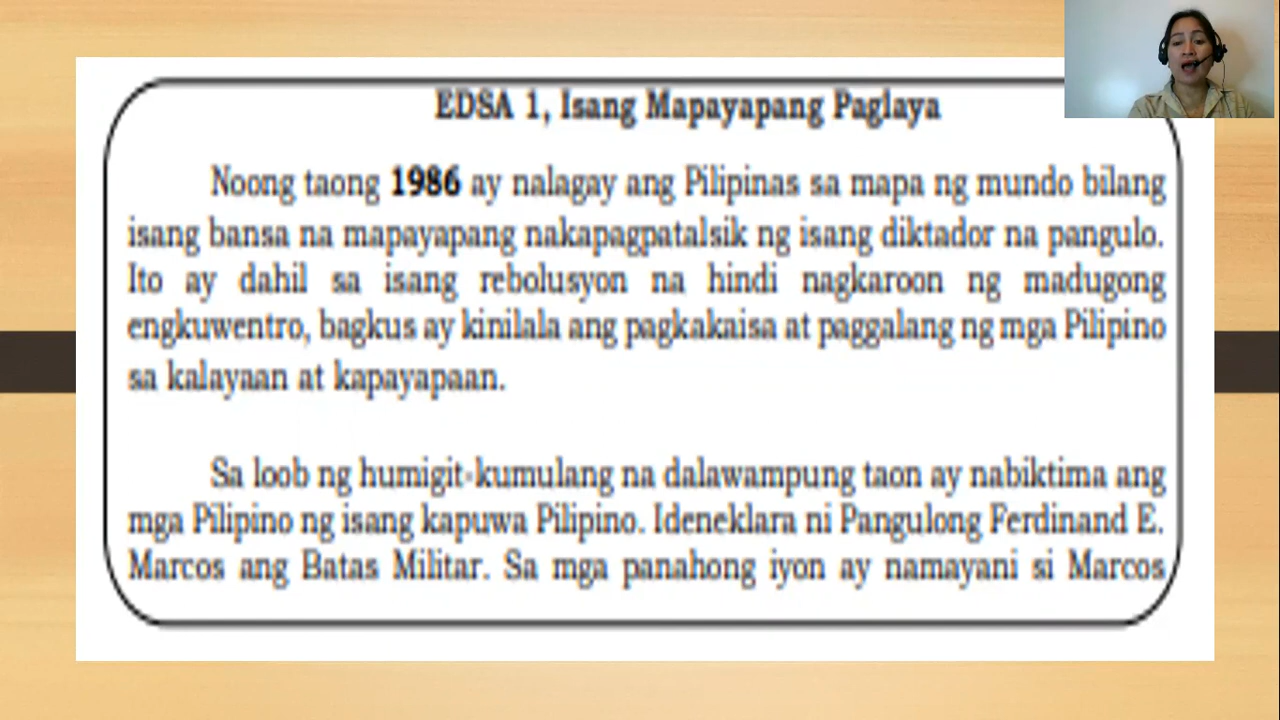 EDSA 1, Isang Mapayapang Paglaya
Noong taong 1986 ay nalagay ang Pilipinas sa mapa ng mundo bilang
isang bansa na mapayapang nakapagpatalsik ng isang diktador na pangulo.
Ito ay dahil sa isang rebolusyon na hindi nagkaroon ng madugong
engkuwentro, bagkus ay kinilala ang pagkakaisa at paggalang ng mga Pilipino
sa kalayaan at kapayapaan.
Sa loob ng humigit-kumulang na dalawampung taon ay nabiktima ang
mga Pilipino ng isang kapuwa Pilipino. Ideneklara ni Pangulong Ferdinand E.
Marcos ang Batas Militar. Sa mga panahong iyon ay namayani si Marcos